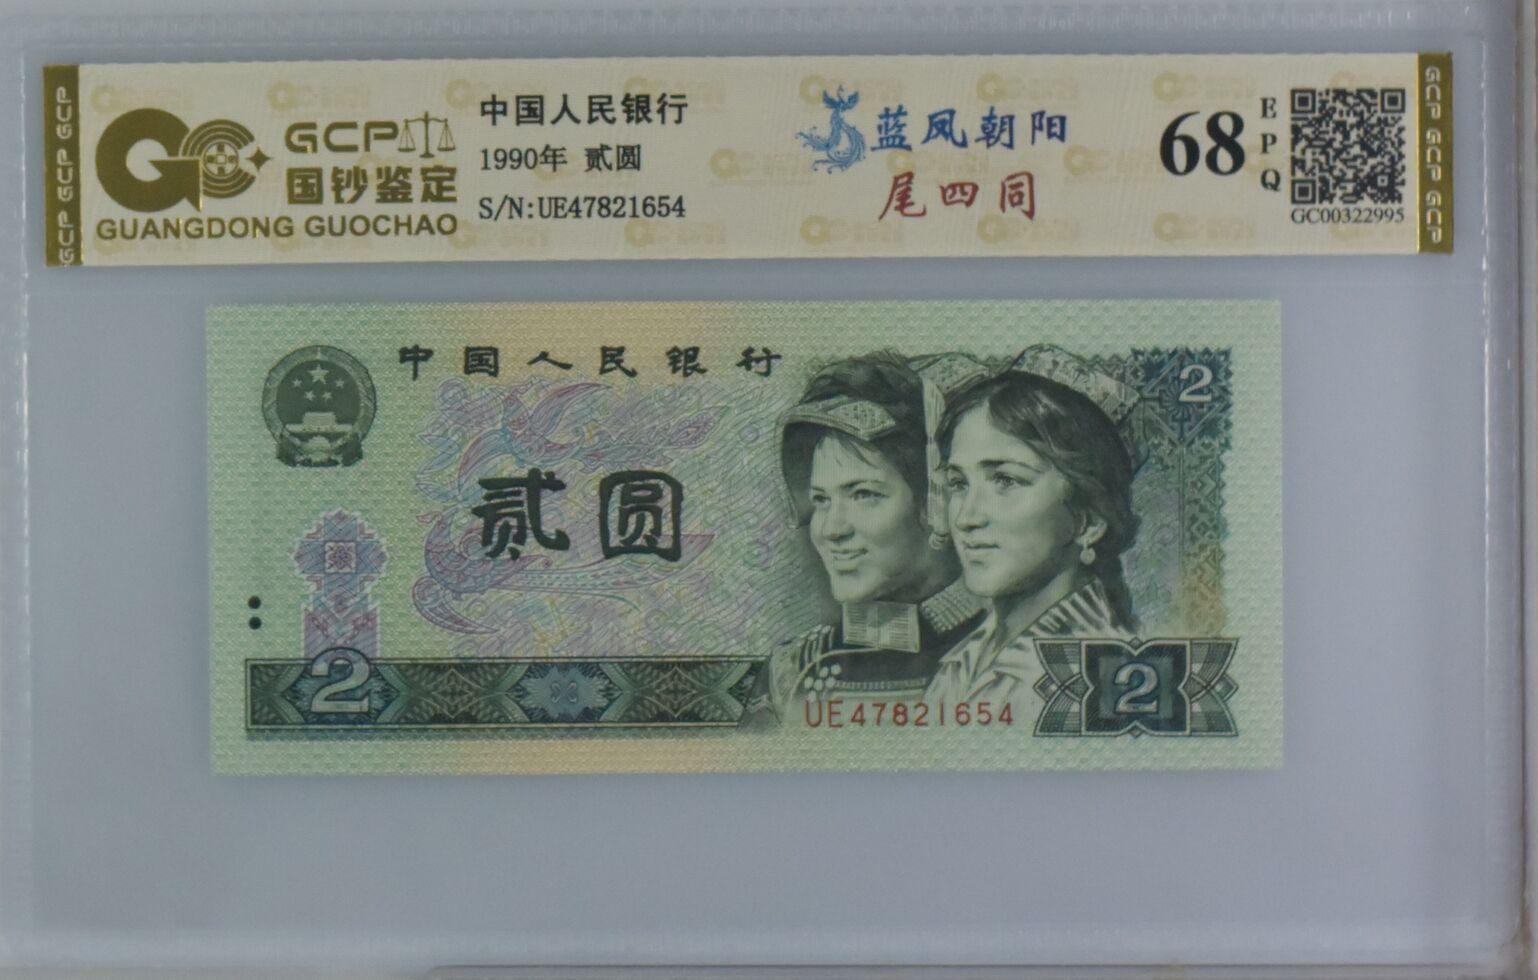 GCP
国钞鉴定
GUANGDONG GUOCHAO
中国人民银行
1990年 贰圆
S/N:UE47821654
蓝凤朝阳
尾四同
68
EPQ
GC00322995
GCP GCP GCP
GCP GCP GCP
中国人民银行
2
贰圆
2
UE47821654
2